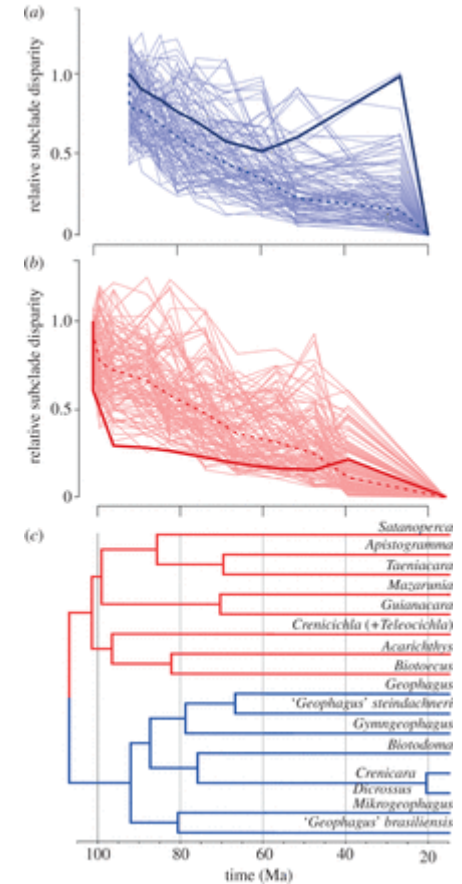 (a)
relative subclade disparity
1.0
0.5
0
(b)
relative subclade disparity
1.0
0.5
0
(c)
Satanoperca
Apistogramma
Taeniacara
Mazarunia
Guianacara
Crenicichla (+Teleocichla)
Acarichthys
Biotoecus
Geophagus
'Geophagus' steindachneri
Gymngeophagus
Biotodoma
Crenicara
Dicrossus
Mikrogeophagus
'Geophagus' brasiliensis
100 80 60 40 20
time (Ma)